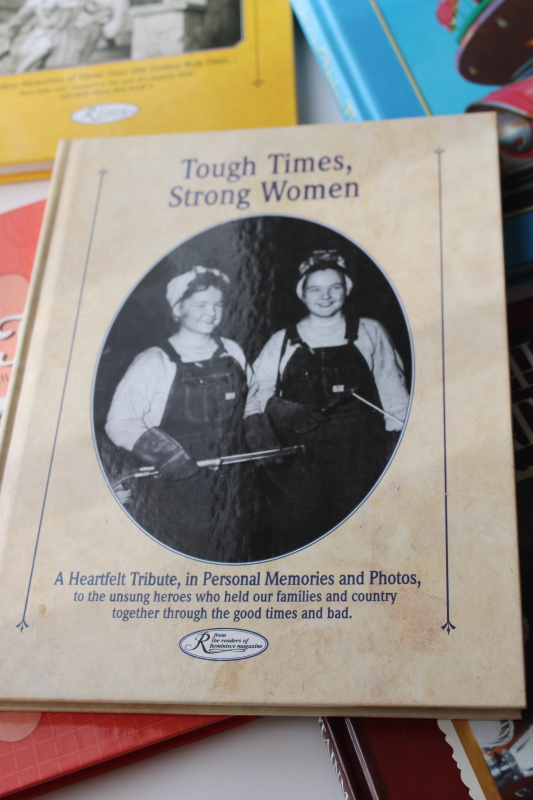 Tough Times,
Strong Women
A Heartfelt Tribute, in Personal Memories and Photos,
to the unsung heroes who held our families and country
together through the good times and bad.
R from
the readers of
Reminisce magazine